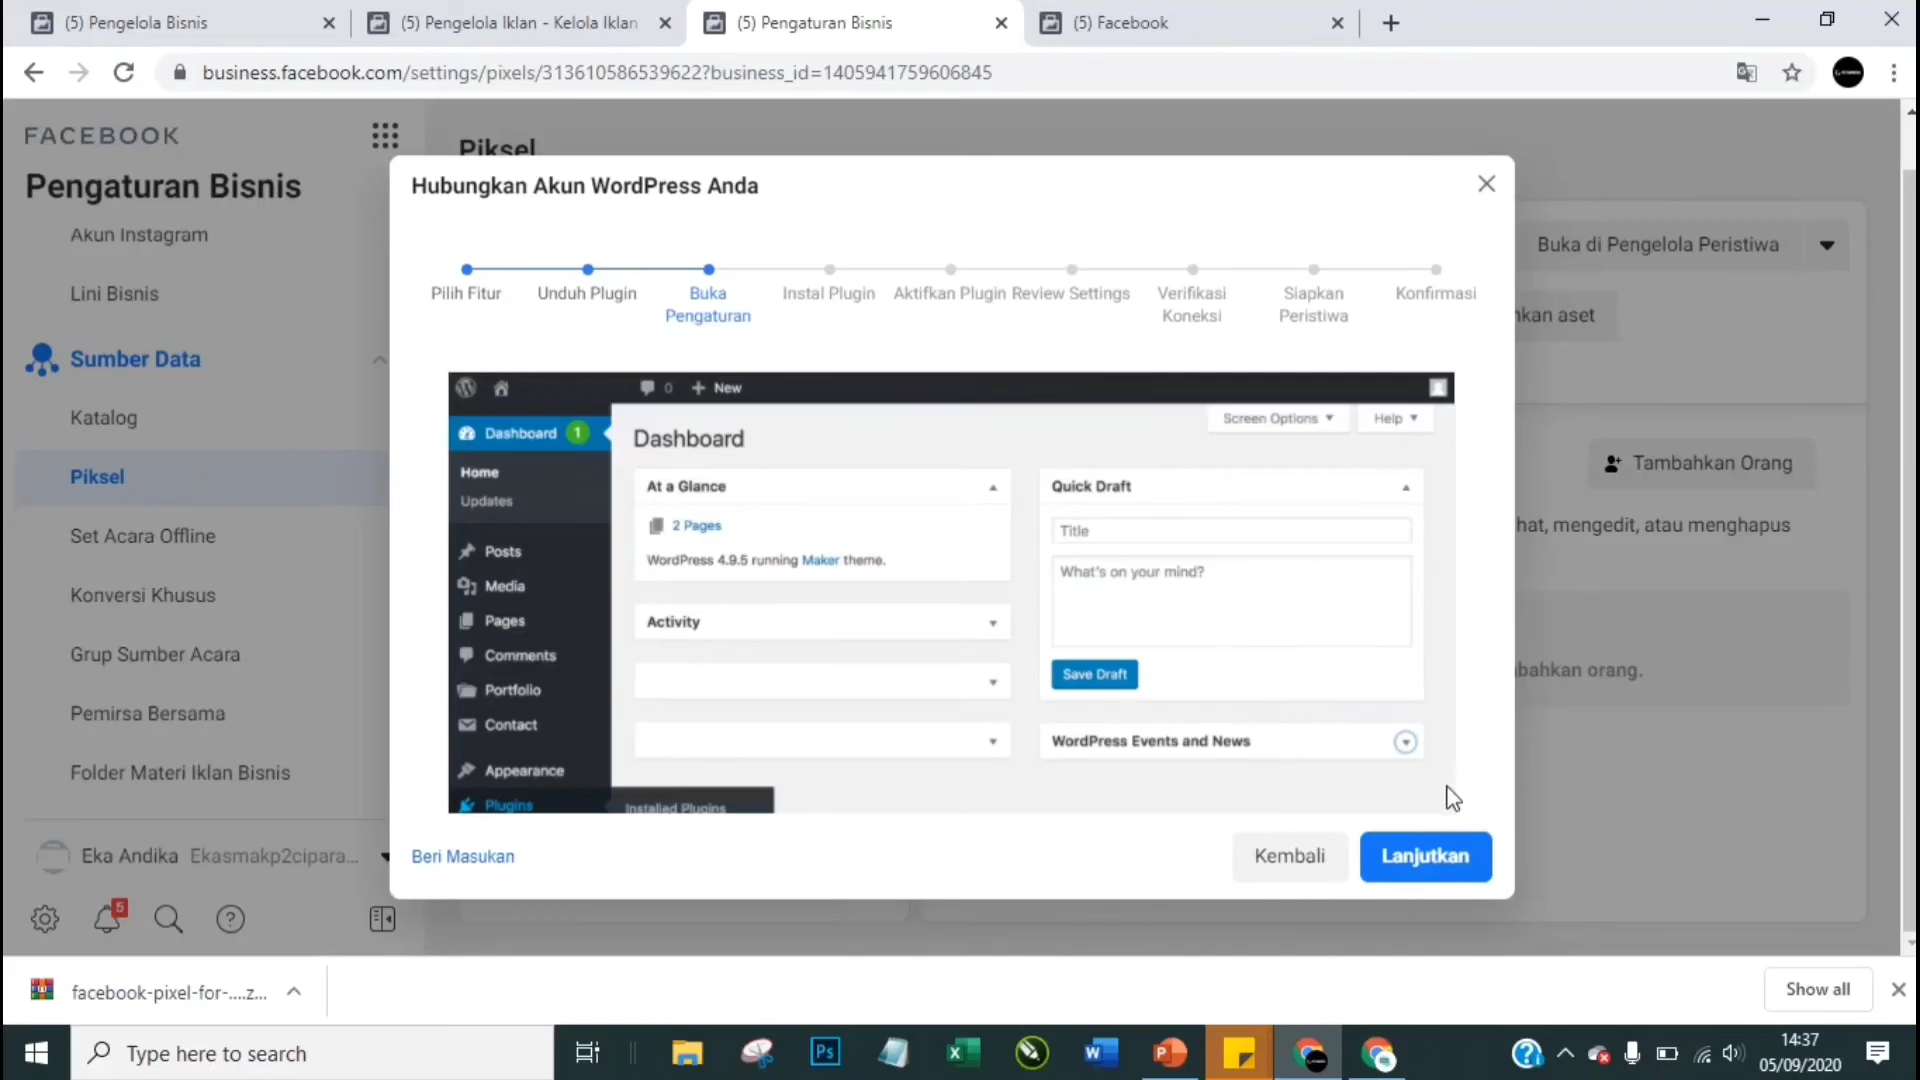 (5) Pengelola Bisnis
(5) Pengelola Iklan - Kelola Iklan
(5) Pengaturan Bisnis
(5) Facebook
business.facebook.com/settings/pixels/313610586539622?business_id=1405941759606845
FACEBOOK
Pengaturan Bisnis
Akun Instagram
Lini Bisnis
Sumber Data
Katalog
Piksel
Set Acara Offline
Konversi Khusus
Grup Sumber Acara
Pemirsa Bersama
Folder Materi Iklan Bisnis
Eka Andika Ekasmakp2cipara...
5
Piksel
Buka di Pengelola Peristiwa
hkan aset
Tambahkan Orang
hat, mengedit, atau menghapus
bahkan orang.
Hubungkan Akun WordPress Anda
Pilih Fitur
Unduh Plugin
Buka
Pengaturan
Instal Plugin
Aktifkan Plugin
Review Settings
Verifikasi
Koneksi
Siapkan
Peristiwa
Konfirmasi
0
New
Dashboard 1
Home
Updates
Posts
Media
Pages
Comments
Portfolio
Contact
Appearance
Plugins
Installed Plugins
Screen Options
Help
Dashboard
At a Glance
2 Pages
WordPress 4.9.5 running Maker theme.
Activity
Quick Draft
Title
What's on your mind?
Save Draft
WordPress Events and News
Beri Masukan
Kembali
Lanjutkan
facebook-pixel-for-....z...
Show all
Type here to search
Ps
14:37
05/09/2020